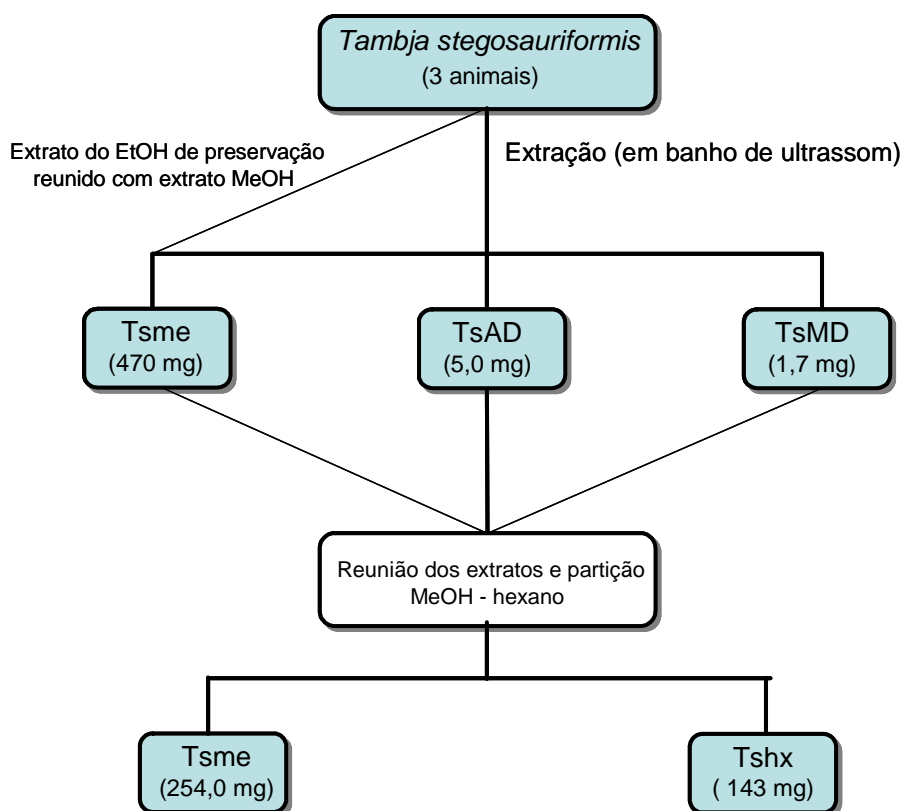 Tambja stegosauriformis
(3 animais)
Extrato do EtOH de preservação
reunido com extrato MeOH
Extração (em banho de ultrassom)
Tsme
(470 mg)
TsAD
(5,0 mg)
TsMD
(1,7 mg)
Reunião dos extratos e partição
MeOH - hexano
Tsme
(254,0 mg)
Tshx
( 143 mg)